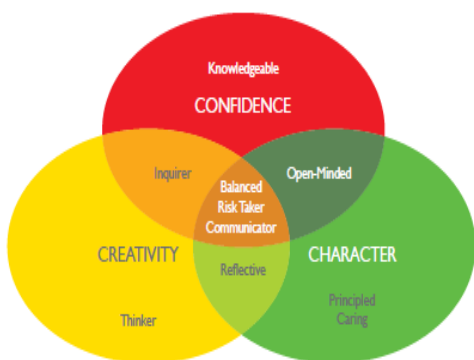 Knowledgeable
CONFIDENCE
Inquirer
Open-Minded
Balanced
Risk Taker
Communicator
CREATIVITY
CHARACTER
Reflective
Thinker
Principled
Caring